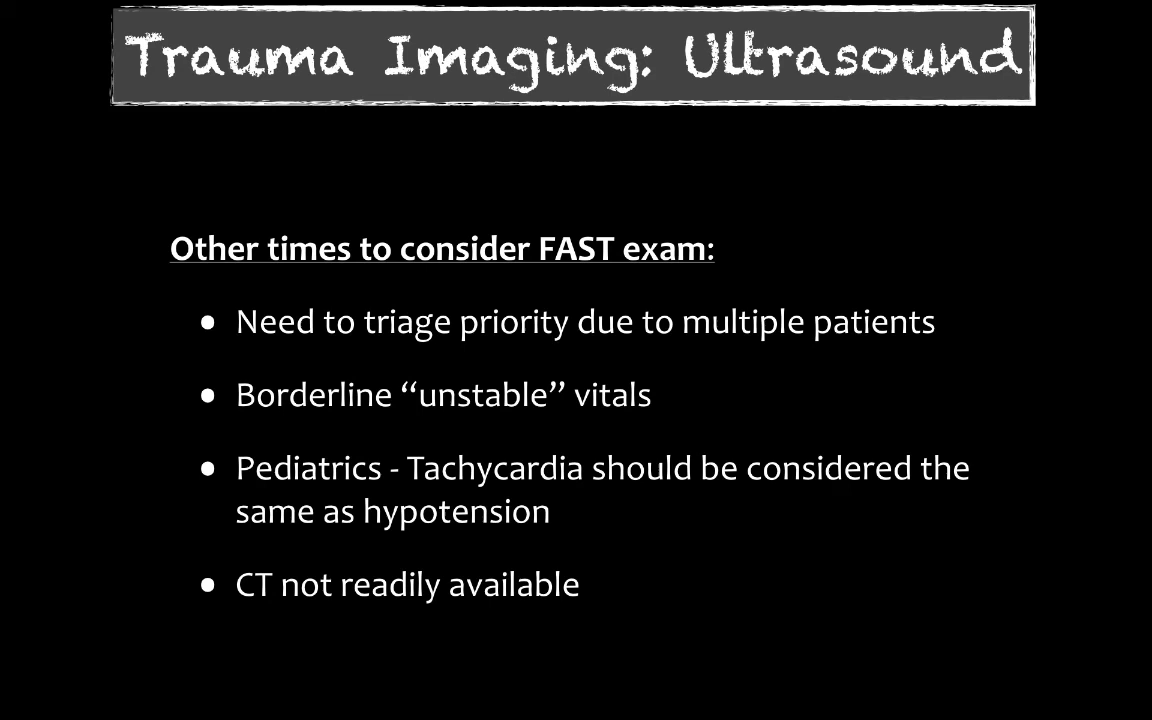 Trauma Imaging: Ultrasound
Other times to consider FAST exam:
• Need to triage priority due to multiple patients
• Borderline “unstable” vitals
• Pediatrics - Tachycardia should be considered the
same as hypotension
• CT not readily available